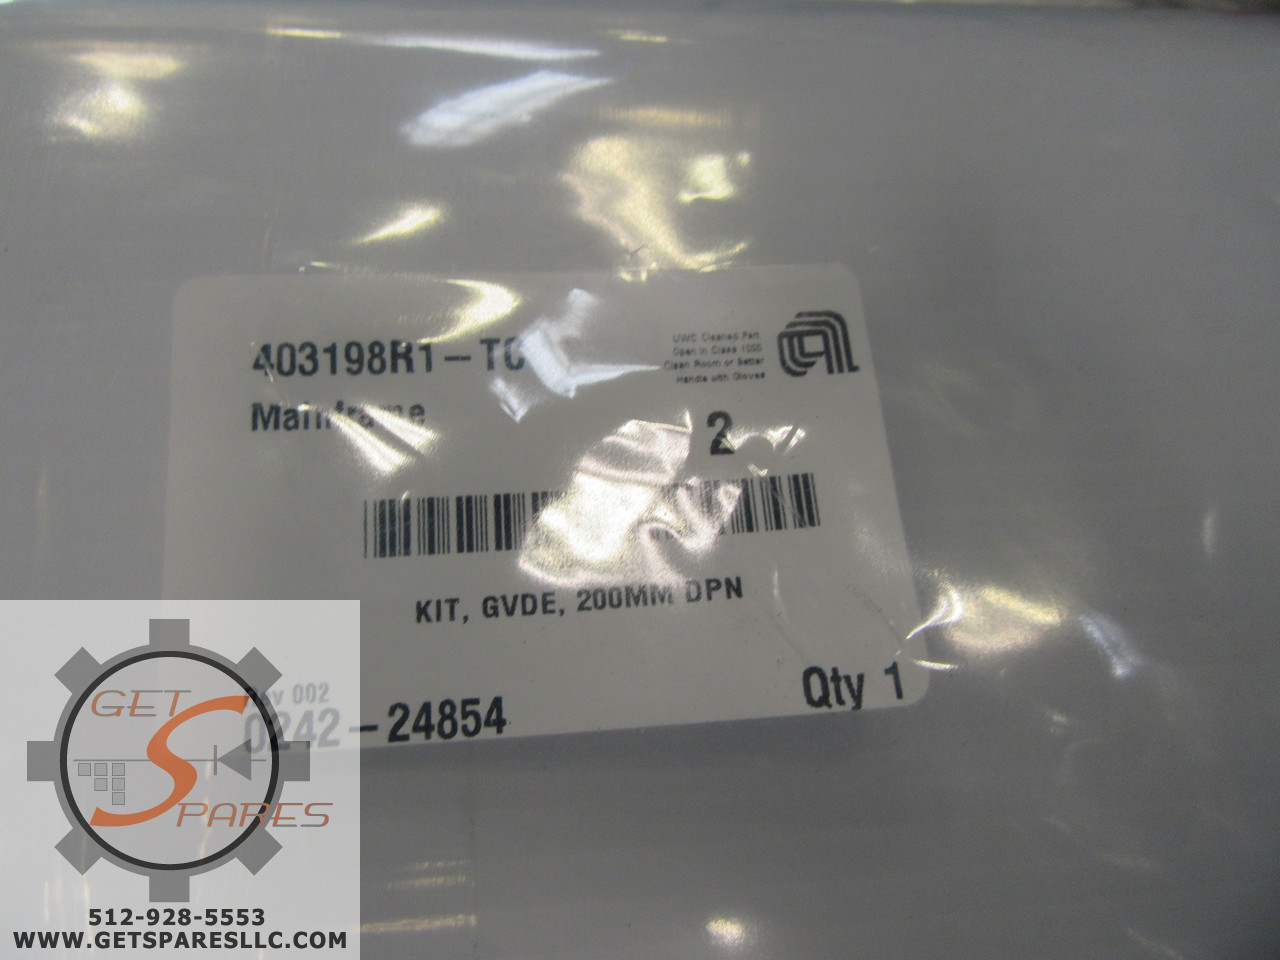 403198R1-TC
UWC Cleaned Part
Open in Class 1000
Clean Room or Better
Handle with Gloves
Mainframe
2
KIT, GVDE, 200MM DPN
Rev 002
0242-24854
Qty 1
GET
SPARES
512-928-5553
WWW.GETSPARESLLC.COM